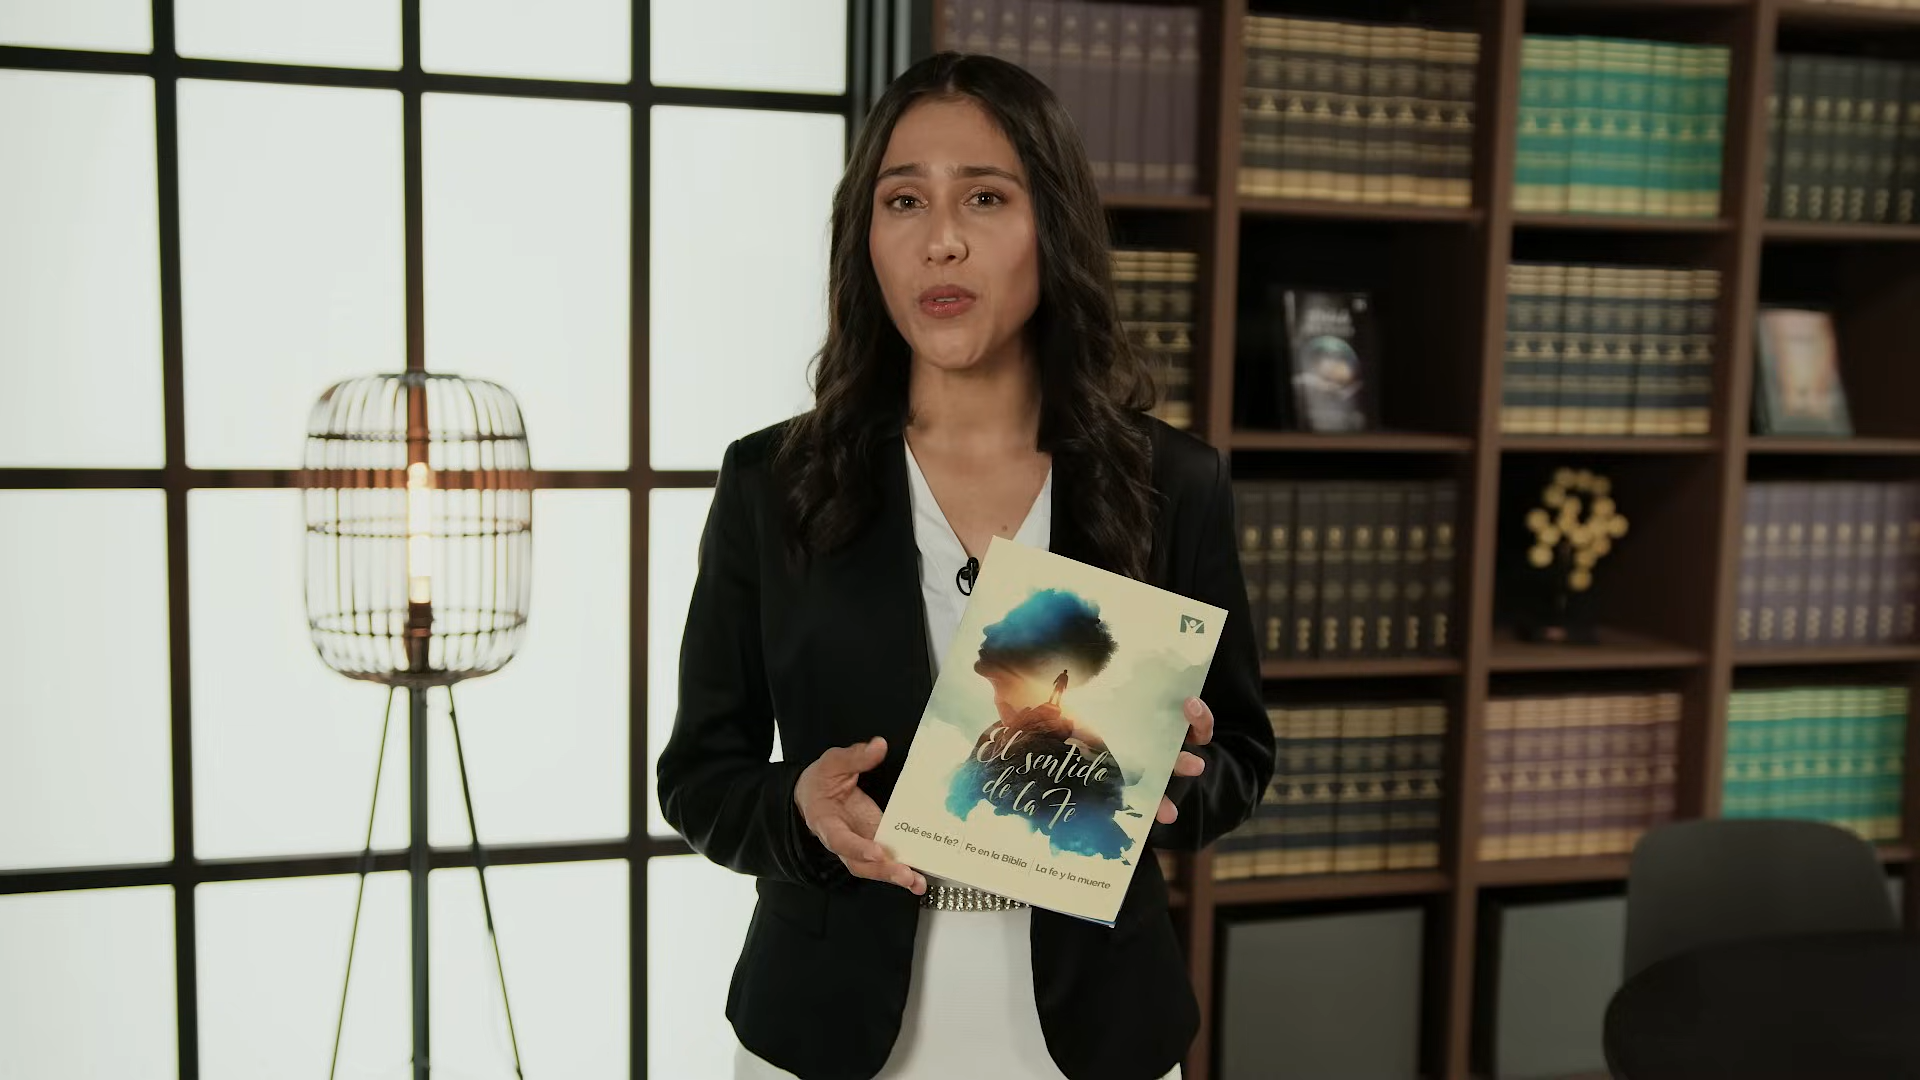 El sentido
de la Fe
¿Qué es la fe? | Fe en la Biblia | La fe y la muerte